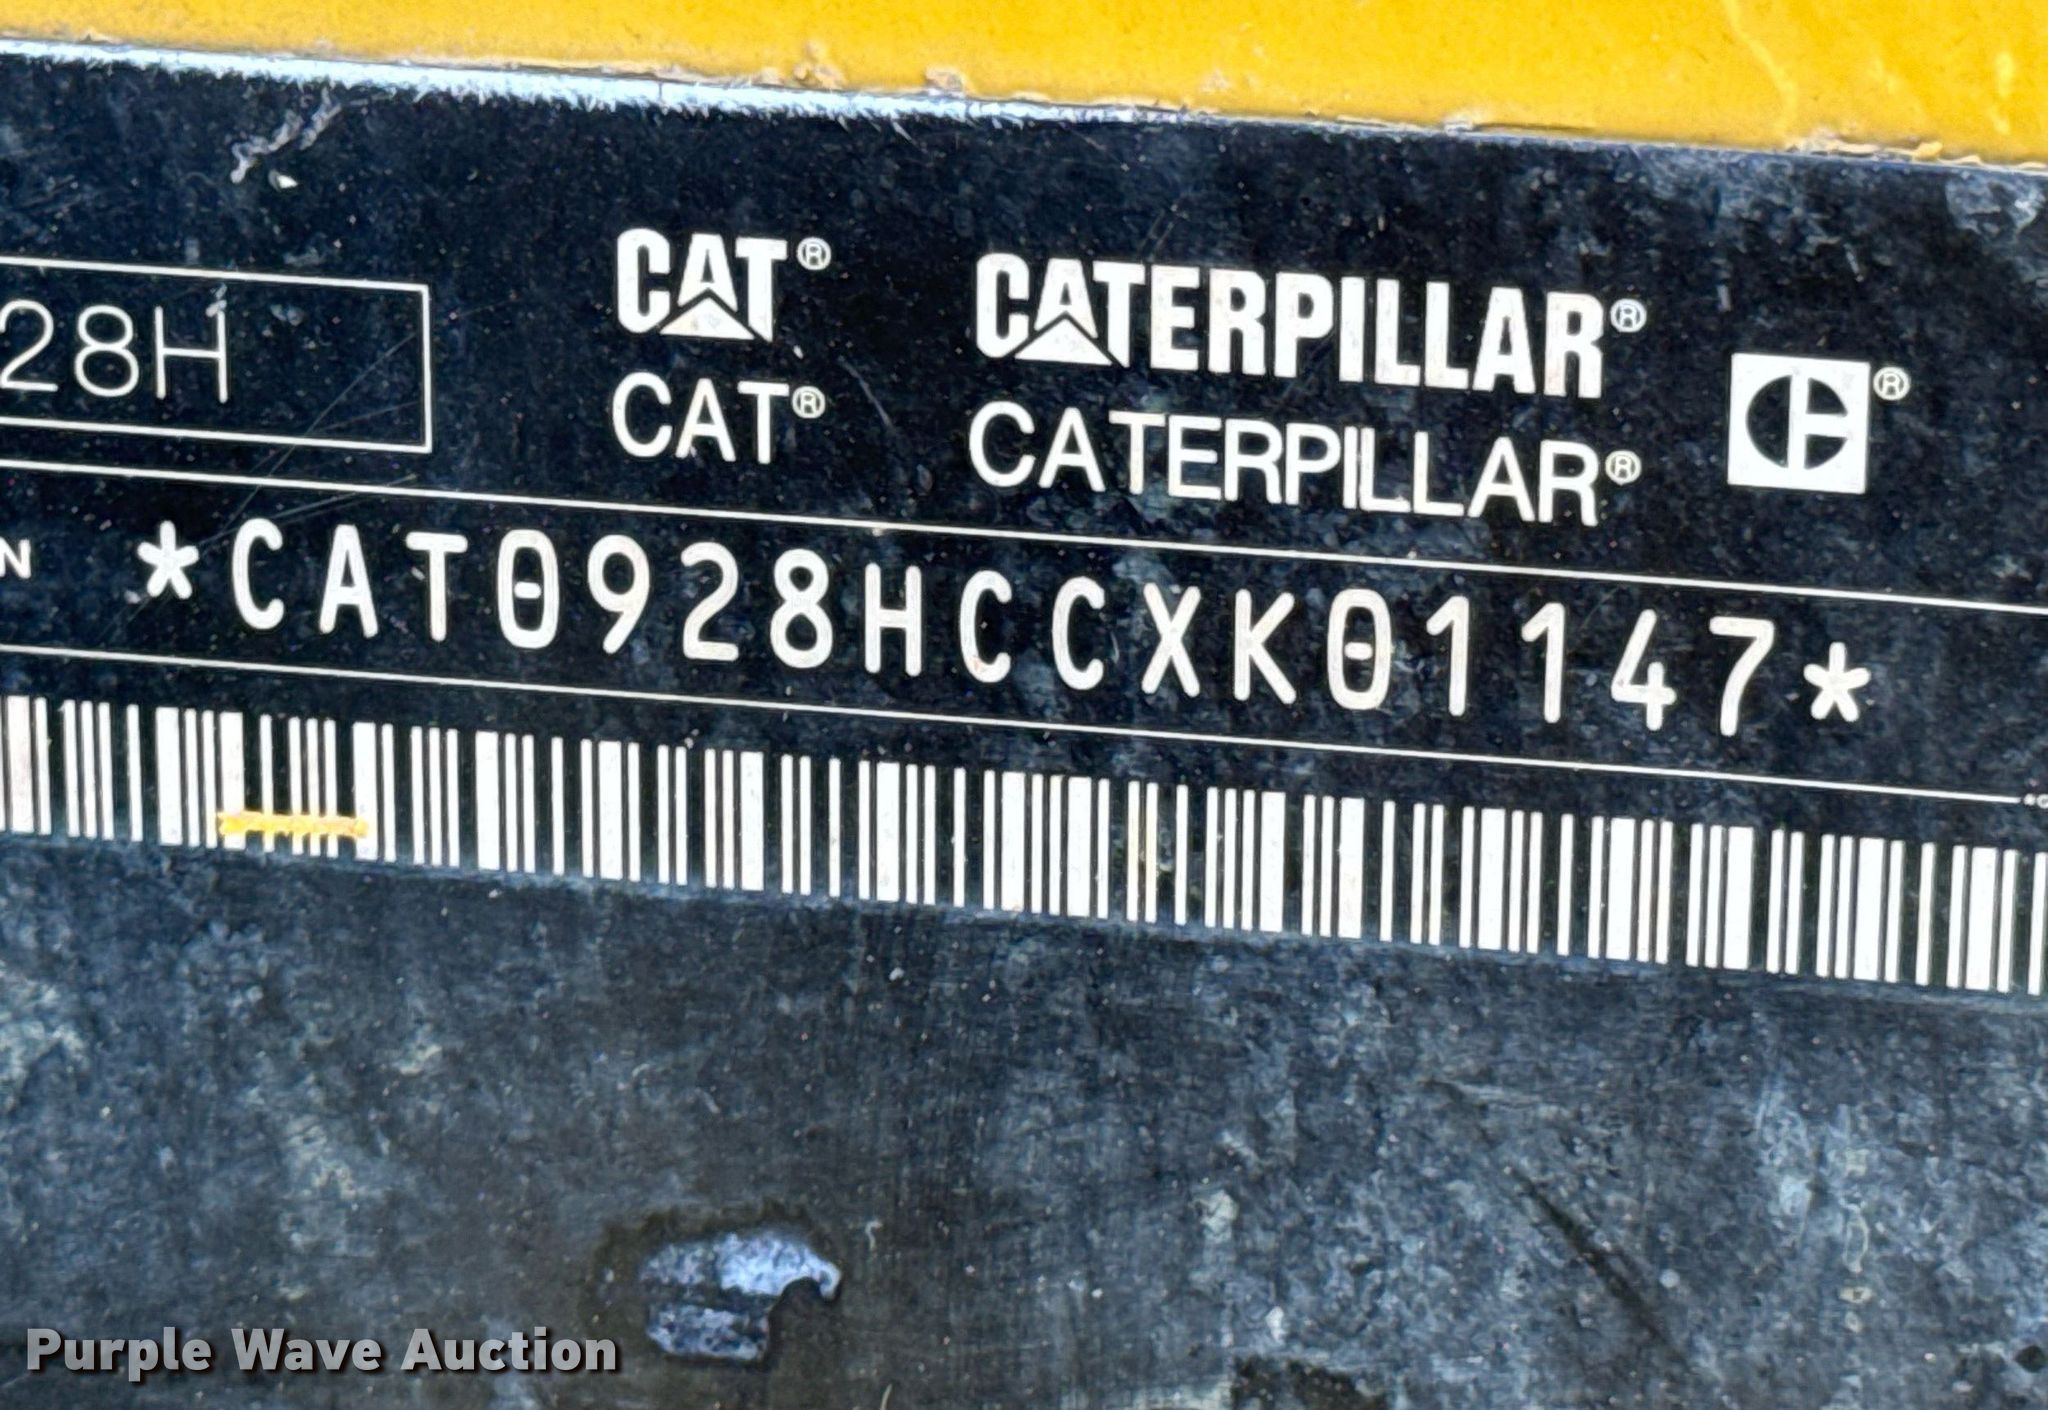 CAT® CATERPILLAR®
28H
CAT® CATERPILLAR®
N *CAT0928HCCXK01147*
Purple Wave Auction